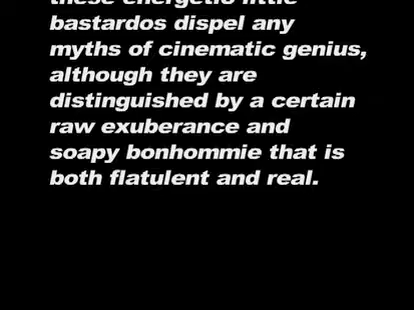 these energetic little
bastardos dispel any
myths of cinematic genius,
although they are
distinguished by a certain
raw exuberance and
soapy bonhommie that is
both flatulent and real.